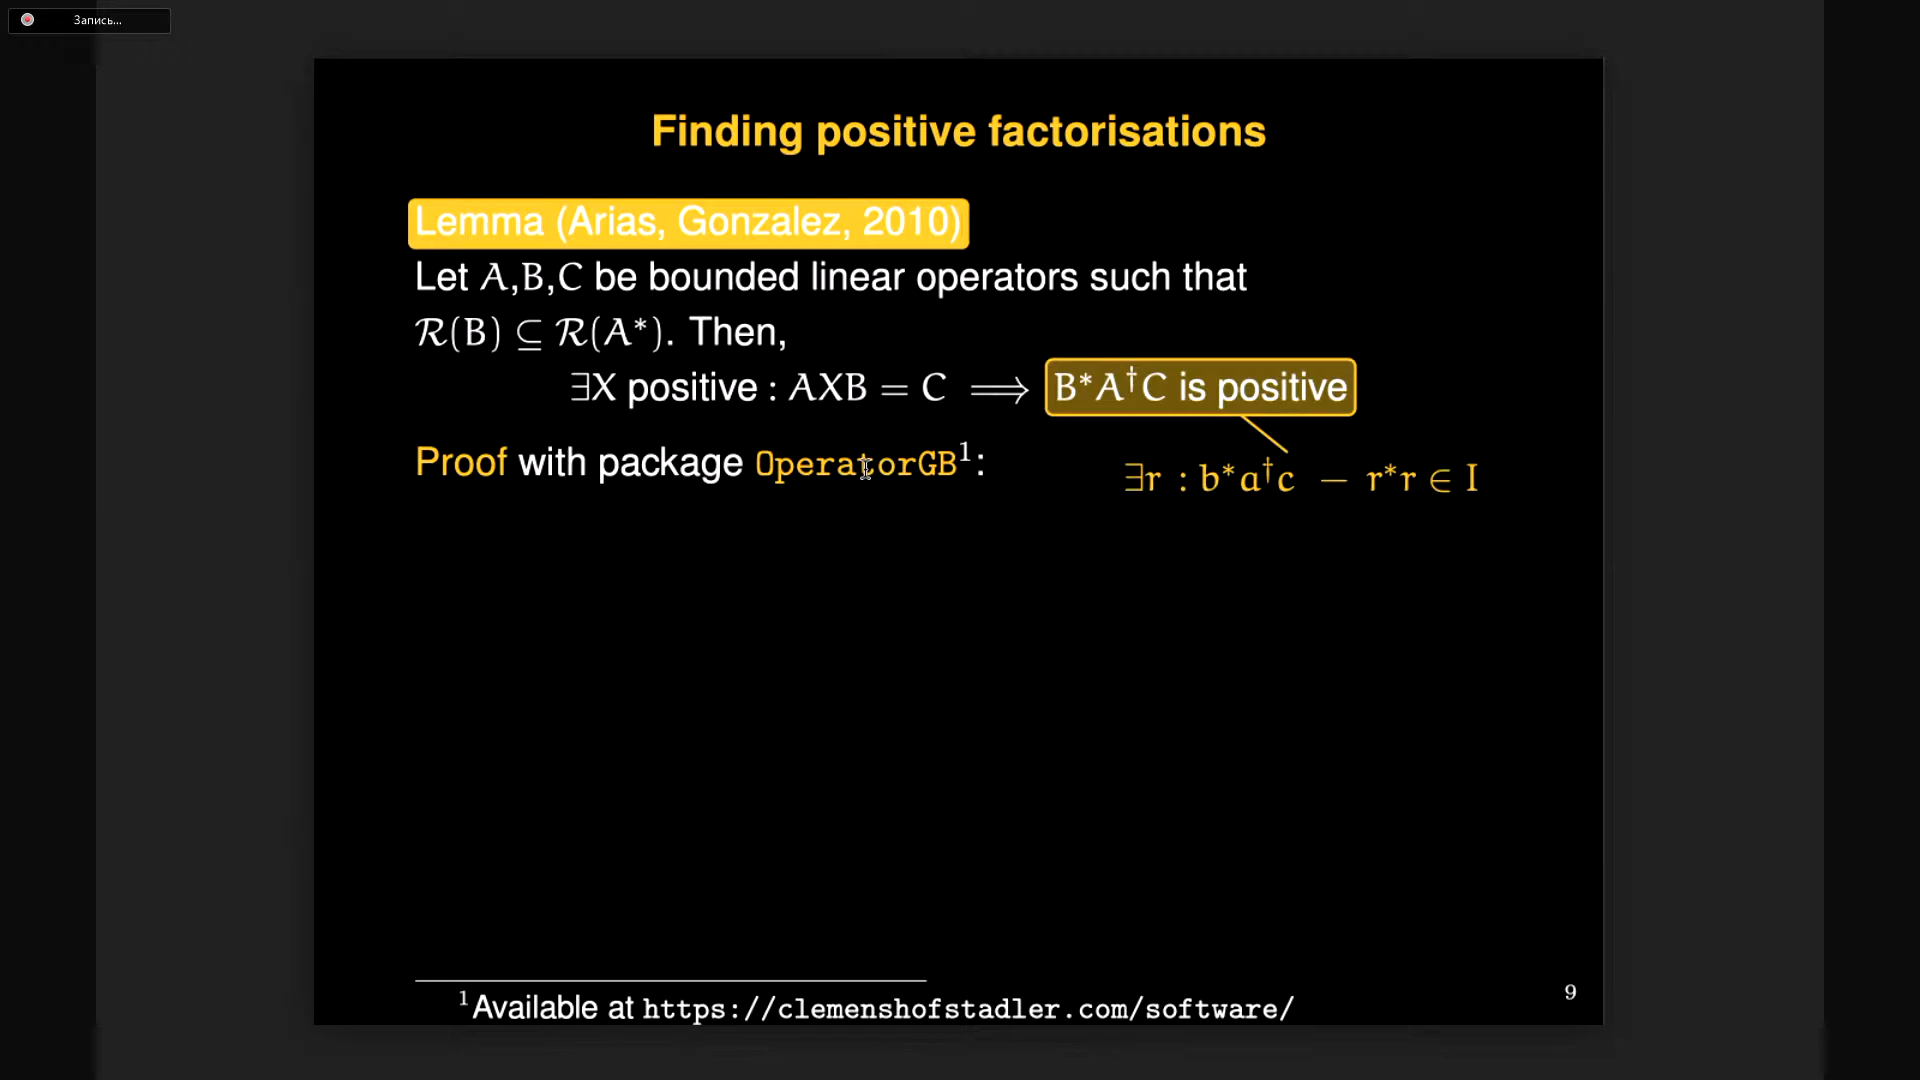 Запись...
Finding positive factorisations
Lemma (Arias, Gonzalez, 2010)
Let A,B,C be bounded linear operators such that
ℛ(B) ⊆ ℛ(A*). Then,
∃X positive : AXB = C ⟹ B*A†C is positive
Proof with package OperatorGB¹:
∃r : b*a†c − r*r ∈ I
¹Available at https://clemenshofstadler.com/software/
9